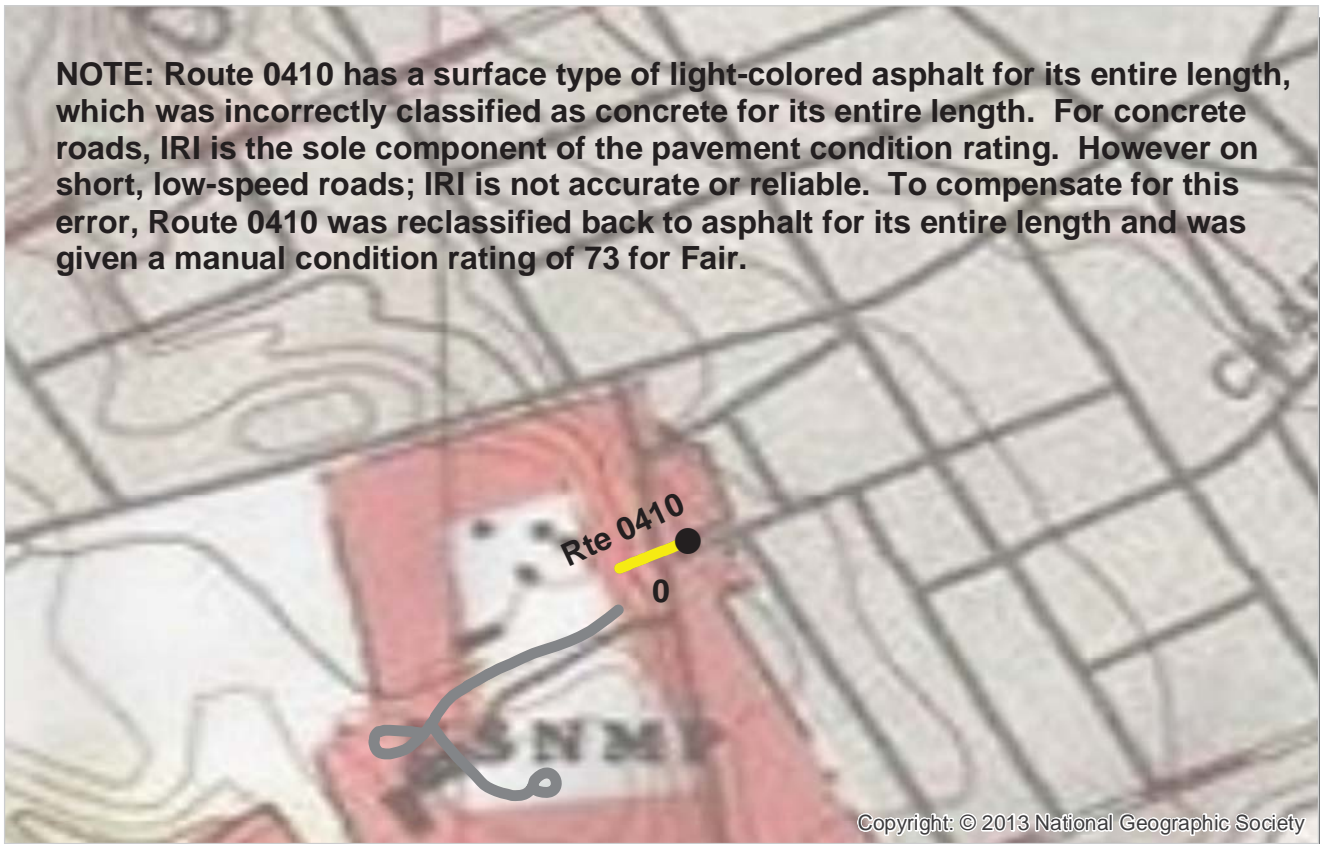 NOTE: Route 0410 has a surface type of light-colored asphalt for its entire length,
which was incorrectly classified as concrete for its entire length.  For concrete
roads, IRI is the sole component of the pavement condition rating.  However on
short, low-speed roads; IRI is not accurate or reliable.  To compensate for this
error, Route 0410 was reclassified back to asphalt for its entire length and was
given a manual condition rating of 73 for Fair.
Rte 0410
0
Copyright: © 2013 National Geographic Society